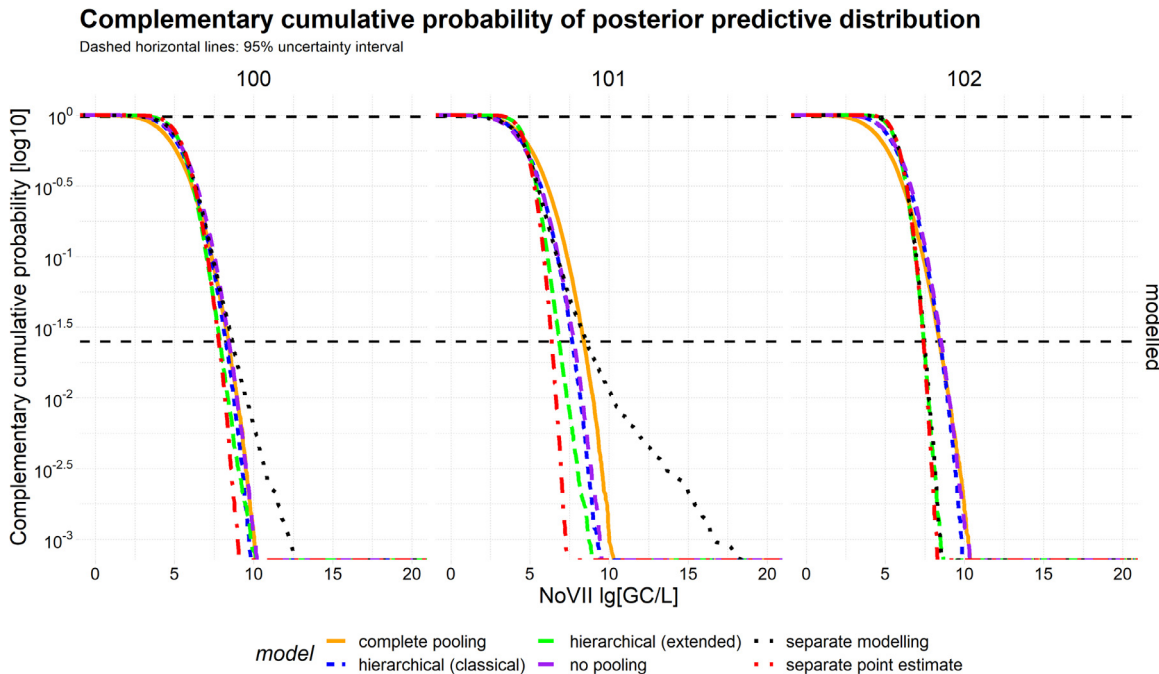 Complementary cumulative probability of posterior predictive distribution
Dashed horizontal lines: 95% uncertainty interval
100 101 102
Complementary cumulative probability [log10]
10^0
10^-0.5
10^-1
10^-1.5
10^-2
10^-2.5
10^-3
modelled
0 5 10 15 20 0 5 10 15 20 0 5 10 15 20
NoVII lg[GC/L]
model
complete pooling hierarchical (extended) separate modelling
hierarchical (classical) no pooling separate point estimate